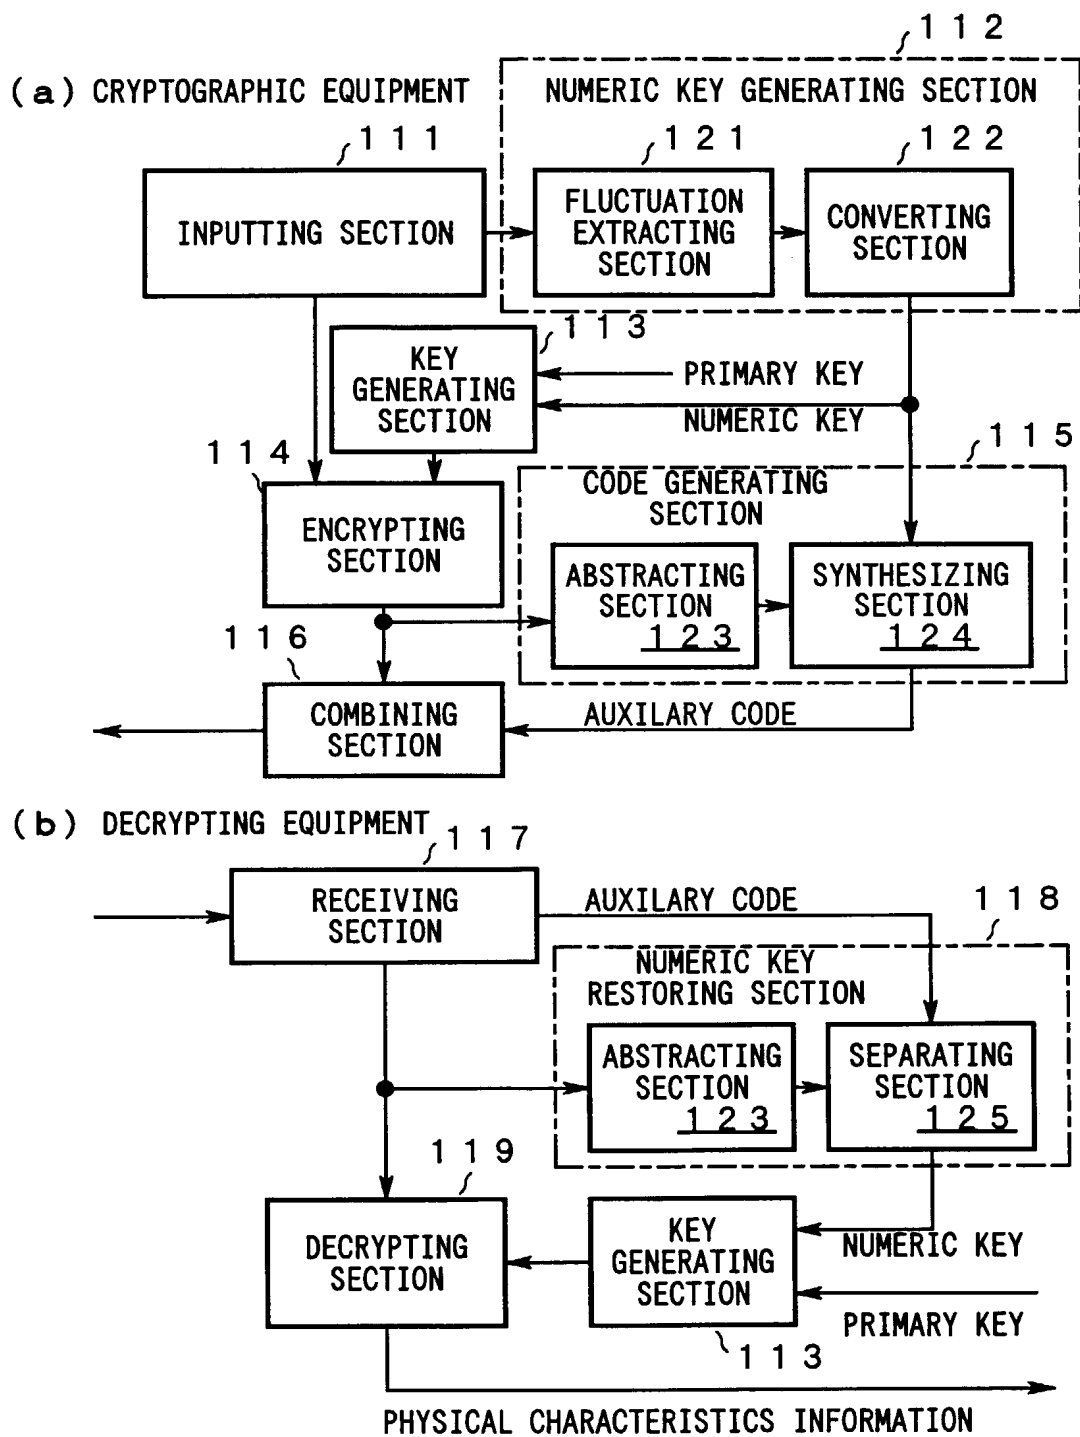 112
(a) CRYPTOGRAPHIC EQUIPMENT
NUMERIC KEY GENERATING SECTION
111
121
122
INPUTTING SECTION
FLUCTUATION
EXTRACTING
SECTION
CONVERTING
SECTION
113
KEY
GENERATING
SECTION
PRIMARY KEY
NUMERIC KEY
114
115
CODE GENERATING
SECTION
ENCRYPTING
SECTION
ABSTRACTING
SECTION
123
SYNTHESIZING
SECTION
124
116
COMBINING
SECTION
AUXILARY CODE
(b) DECRYPTING EQUIPMENT
117
RECEIVING
SECTION
AUXILARY CODE
118
NUMERIC KEY
RESTORING SECTION
ABSTRACTING
SECTION
123
SEPARATING
SECTION
125
119
DECRYPTING
SECTION
KEY
GENERATING
SECTION
NUMERIC KEY
PRIMARY KEY
113
PHYSICAL CHARACTERISTICS INFORMATION